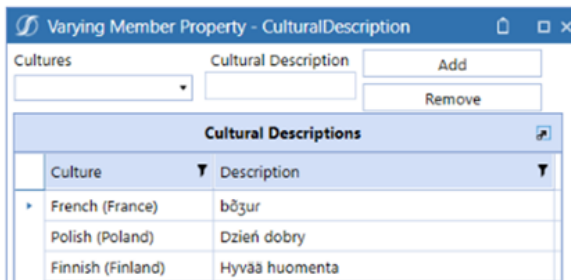 Varying Member Property - CulturalDescription
Cultures Cultural Description Add
Remove
Cultural Descriptions
Culture Description
French (France) bõʒur
Polish (Poland) Dzień dobry
Finnish (Finland) Hyvää huomenta